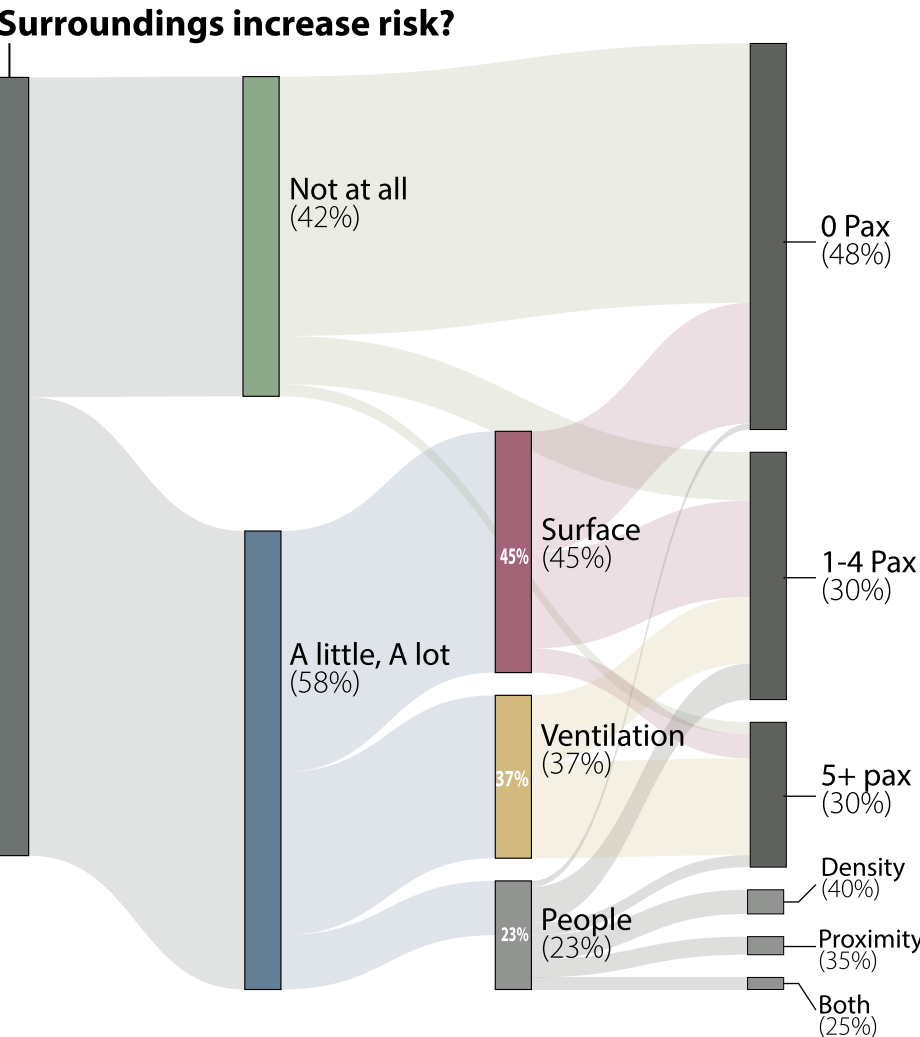 Surroundings increase risk?
Not at all
(42%)
0 Pax
(48%)
45%
Surface
(45%)
1-4 Pax
(30%)
A little, A lot
(58%)
37%
Ventilation
(37%)
5+ pax
(30%)
Density
(40%)
23%
People
(23%)
Proximity
(35%)
Both
(25%)